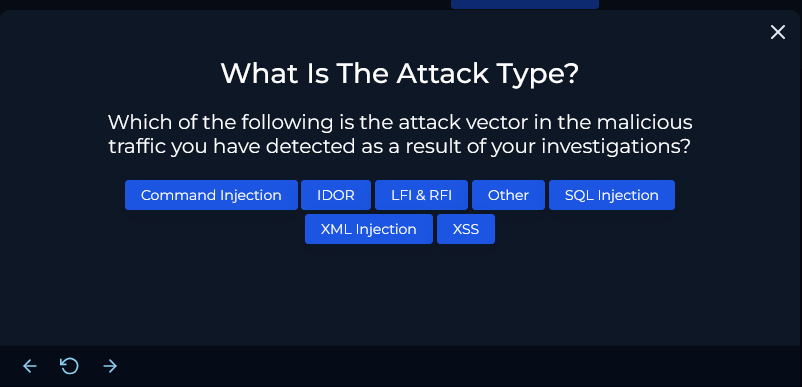 What Is The Attack Type?
Which of the following is the attack vector in the malicious
traffic you have detected as a result of your investigations?
Command Injection IDOR LFI & RFI Other SQL Injection
XML Injection XSS